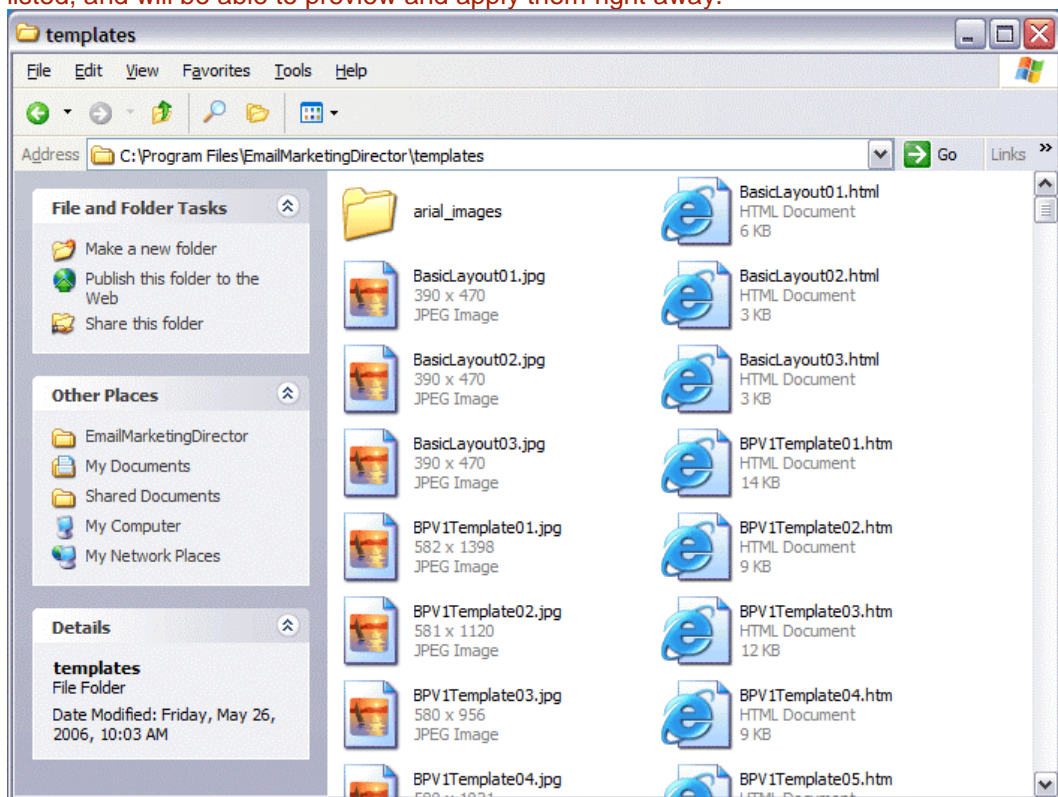 listed, and will be able to preview and apply them right away.
templates
File Edit View Favorites Tools Help
Address C:\Program Files\EmailMarketingDirector\templates Go Links »
File and Folder Tasks
Make a new folder
Publish this folder to the
Web
Share this folder
Other Places
EmailMarketingDirector
My Documents
Shared Documents
My Computer
My Network Places
Details
templates
File Folder
Date Modified: Friday, May 26,
2006, 10:03 AM
arial_images
BasicLayout01.html
HTML Document
6 KB
BasicLayout01.jpg
390 x 470
JPEG Image
BasicLayout02.html
HTML Document
3 KB
BasicLayout02.jpg
390 x 470
JPEG Image
BasicLayout03.html
HTML Document
3 KB
BasicLayout03.jpg
390 x 470
JPEG Image
BPV1Template01.htm
HTML Document
14 KB
BPV1Template01.jpg
582 x 1398
JPEG Image
BPV1Template02.htm
HTML Document
9 KB
BPV1Template02.jpg
581 x 1120
JPEG Image
BPV1Template03.htm
HTML Document
12 KB
BPV1Template03.jpg
580 x 956
JPEG Image
BPV1Template04.htm
HTML Document
9 KB
BPV1Template04.jpg
BPV1Template05.htm